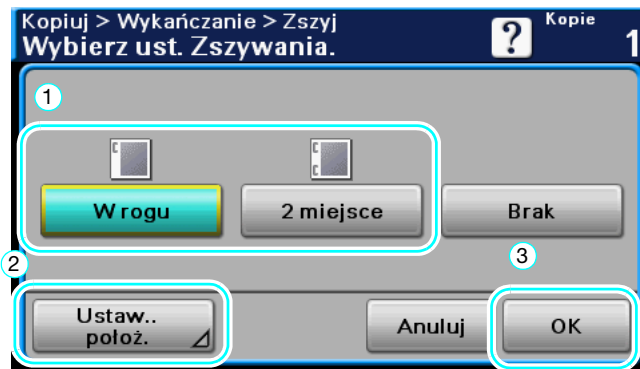 Kopiuj > Wykańczanie > Zszyj
Wybierz ust. Zszywania.
?
Kopie
1
1
W rogu
2 miejsce
Brak
2
3
Ustaw..
położ.
Anuluj
OK